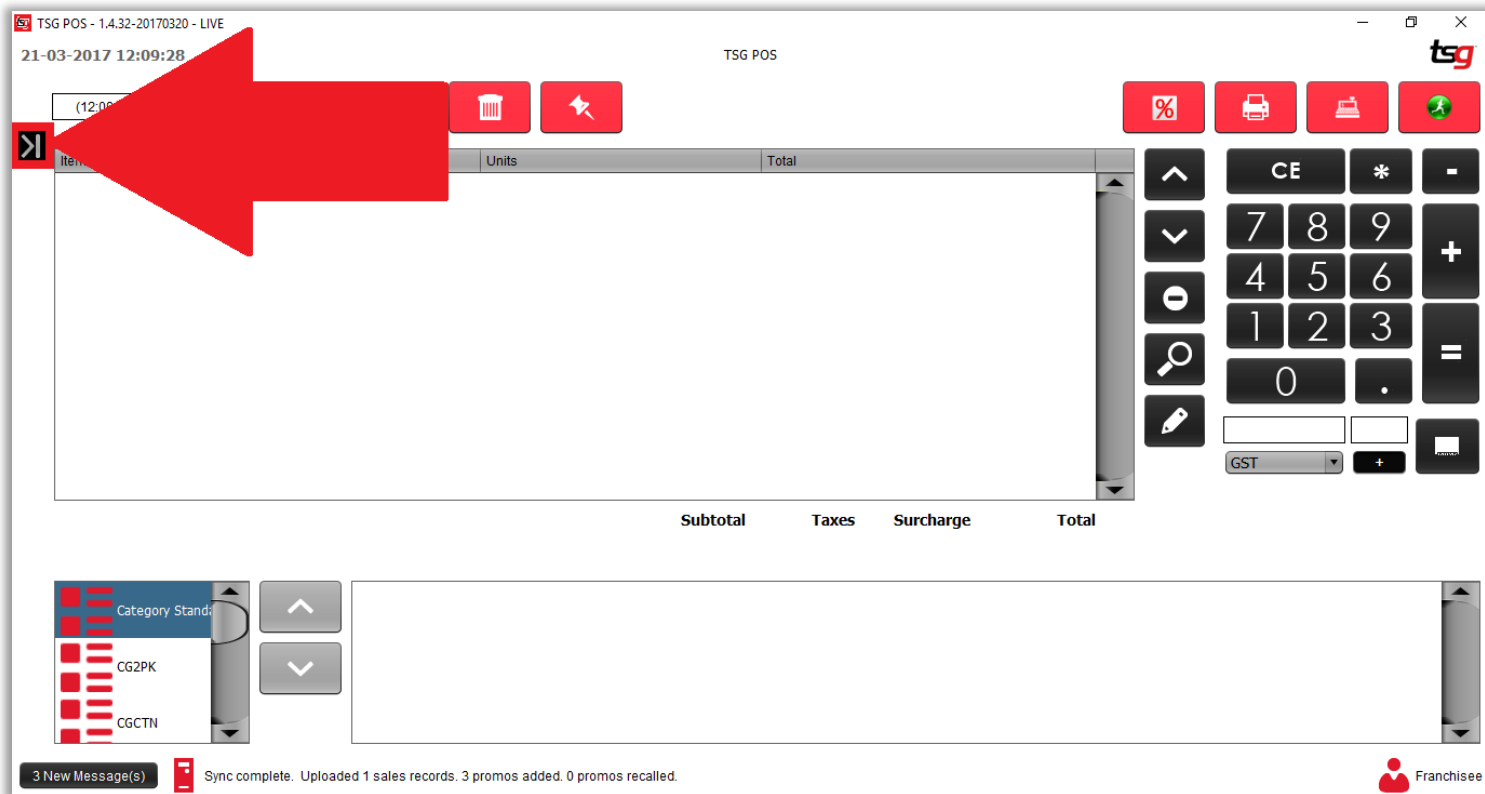 TSG POS - 1.4.32-20170320 - LIVE
21-03-2017 12:09:28
TSG POS
tsg
%
Units
Total
CE
*
-
7
8
9
+
4
5
6
1
2
3
=
0
.
GST
+
Subtotal
Taxes
Surcharge
Total
Category Standa
CG2PK
CGCTN
3 New Message(s)
Sync complete. Uploaded 1 sales records. 3 promos added. 0 promos recalled.
Franchisee